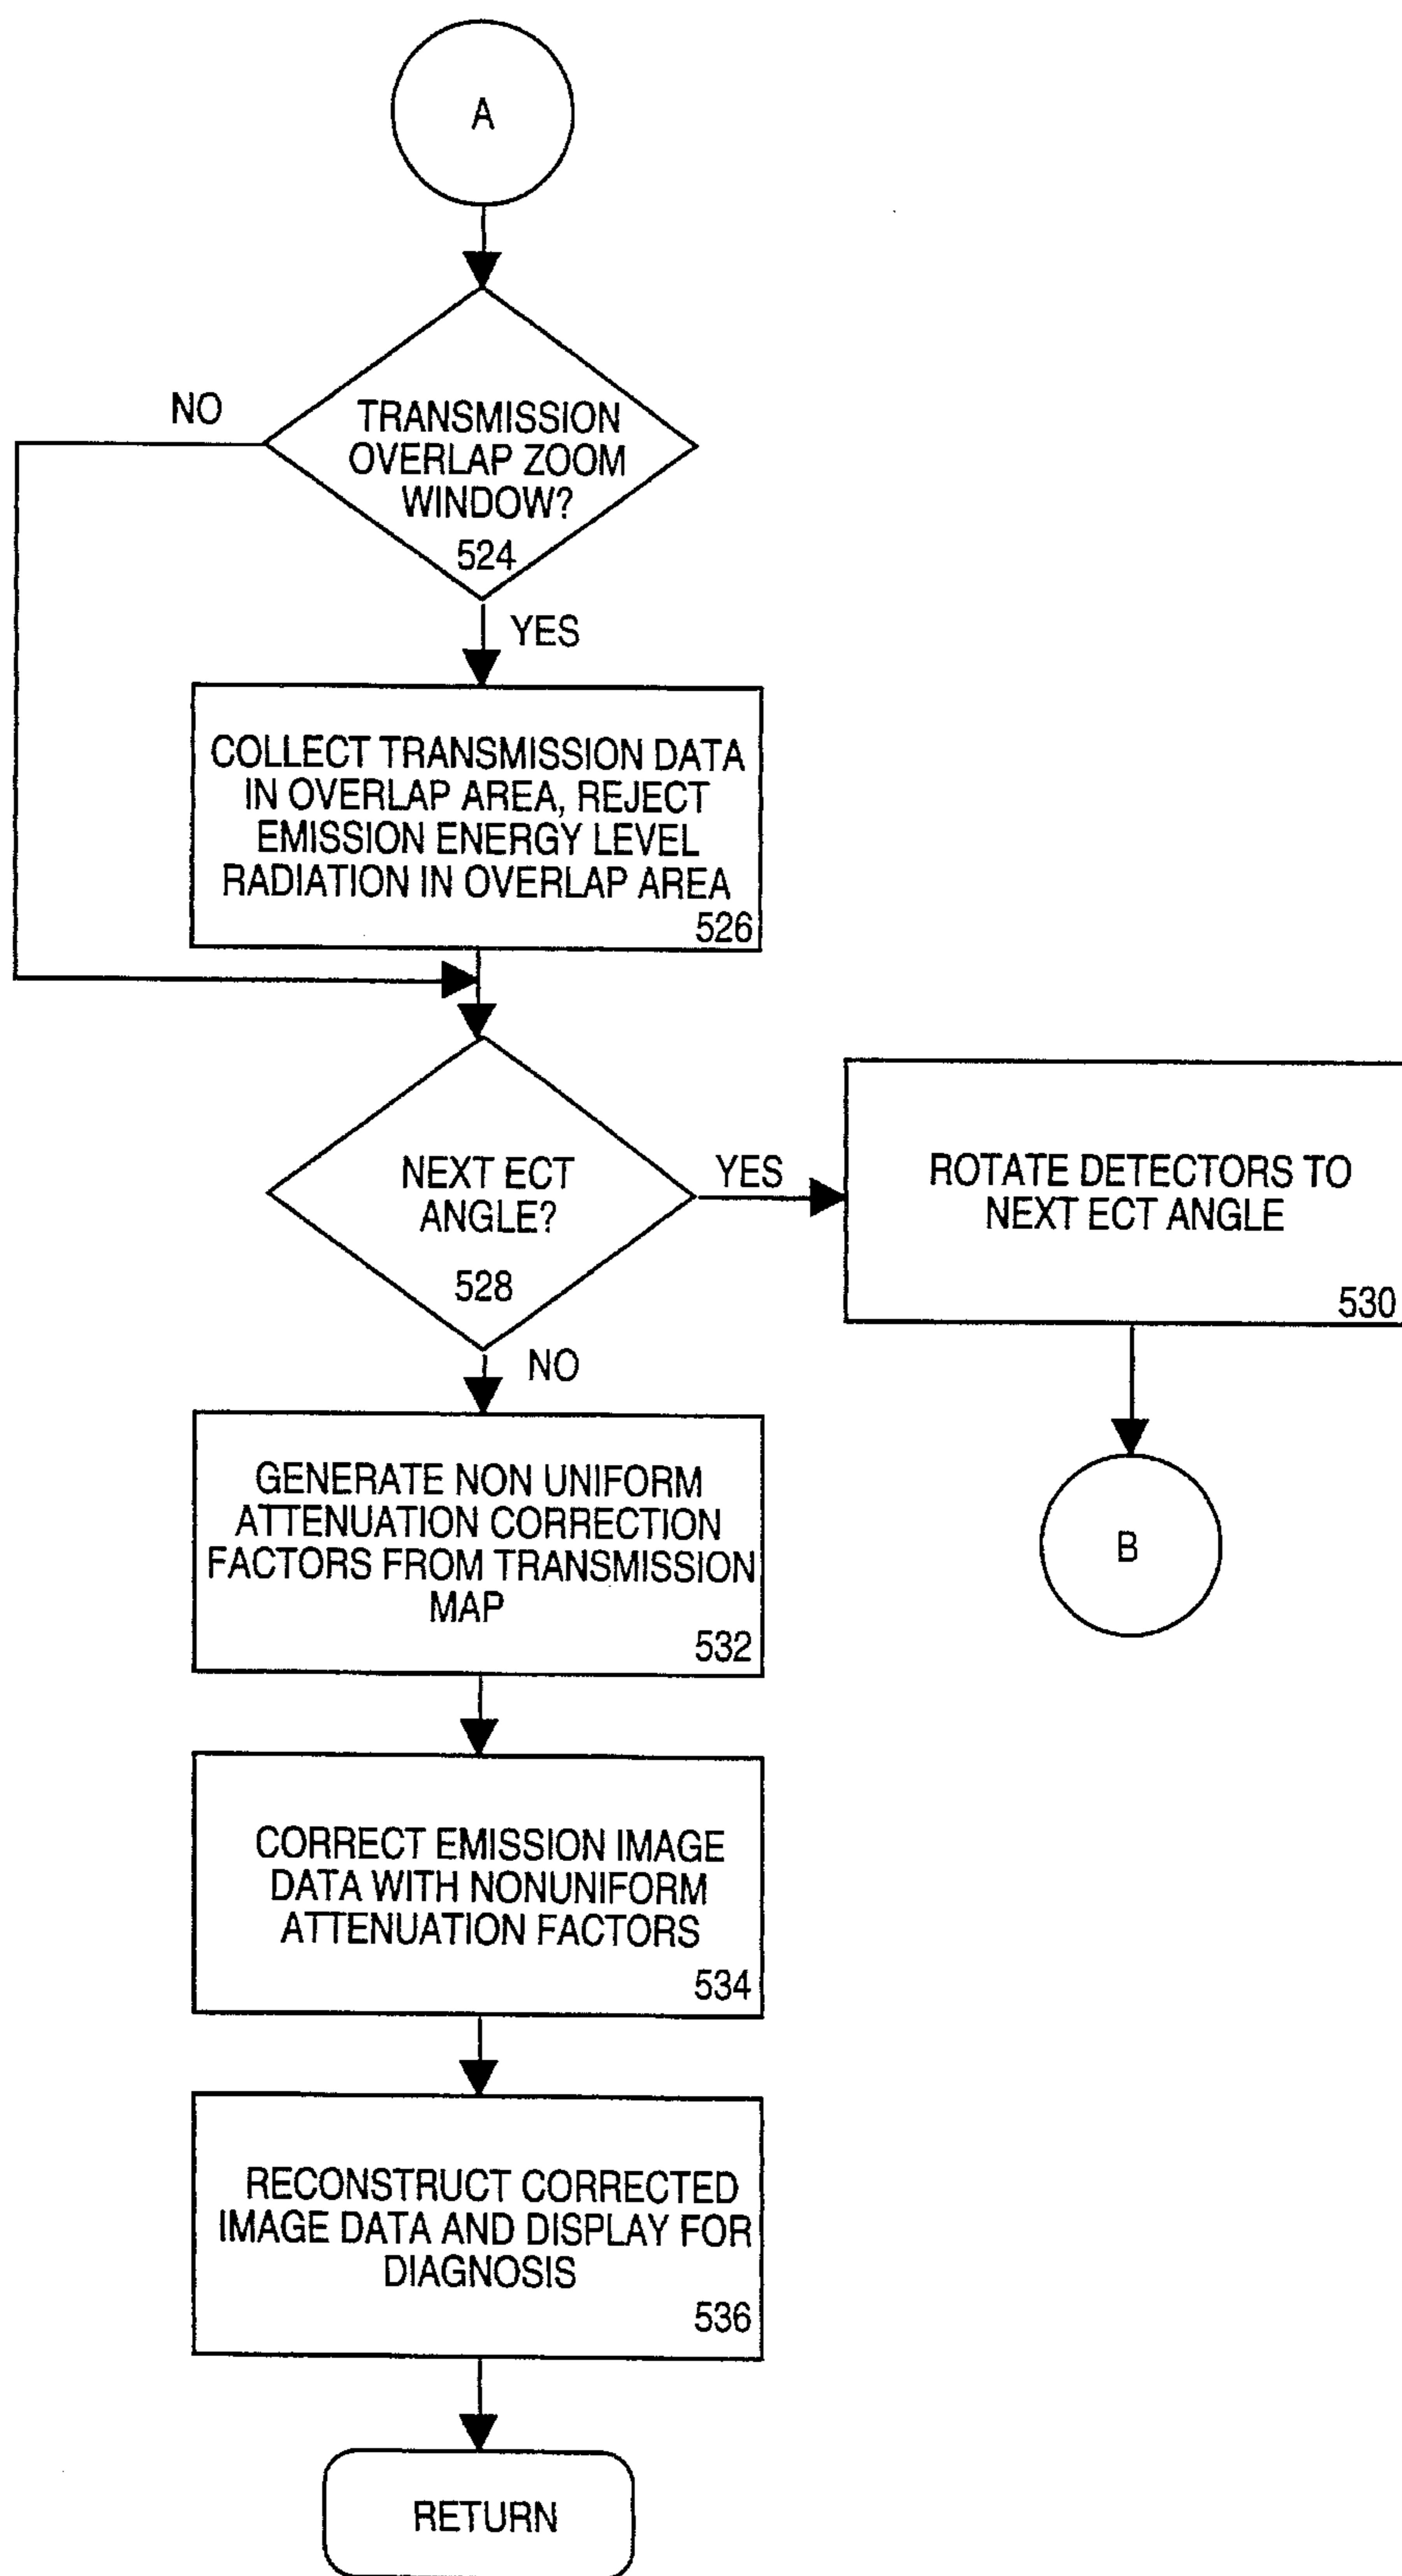 A
NO
TRANSMISSION
OVERLAP ZOOM
WINDOW?
524
YES
COLLECT TRANSMISSION DATA
IN OVERLAP AREA, REJECT
EMISSION ENERGY LEVEL
RADIATION IN OVERLAP AREA
526
NEXT ECT
ANGLE?
528
YES
ROTATE DETECTORS TO
NEXT ECT ANGLE
530
NO
B
GENERATE NON UNIFORM
ATTENUATION CORRECTION
FACTORS FROM TRANSMISSION
MAP
532
CORRECT EMISSION IMAGE
DATA WITH NONUNIFORM
ATTENUATION FACTORS
534
RECONSTRUCT CORRECTED
IMAGE DATA AND DISPLAY FOR
DIAGNOSIS
536
RETURN